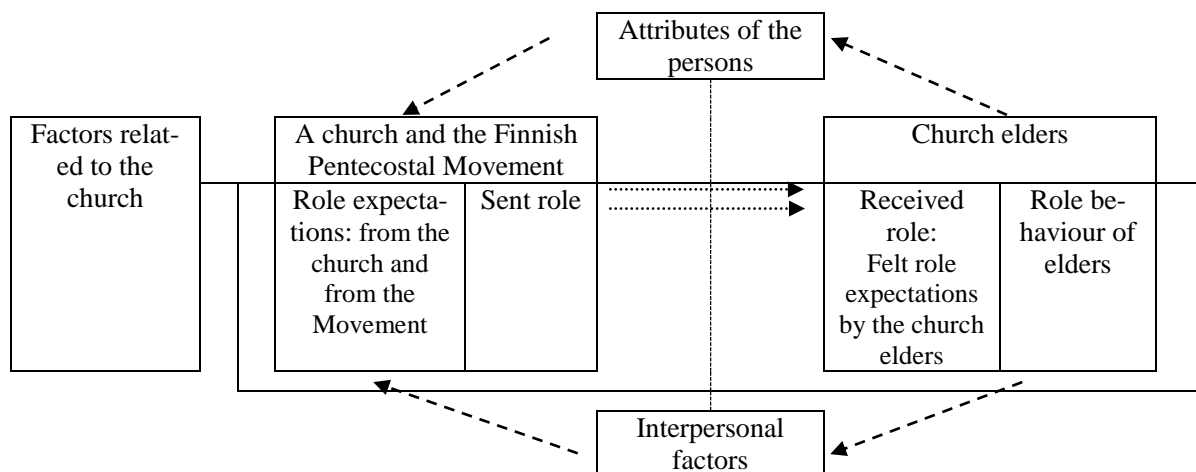 Attributes of the
persons
Factors relat-
ed to the
church
A church and the Finnish
Pentecostal Movement
Role expecta-
tions: from the
church and
from the
Movement
Sent role
Church elders
Received
role:
Felt role
expectations
by the church
elders
Role be-
haviour of
elders
Interpersonal
factors